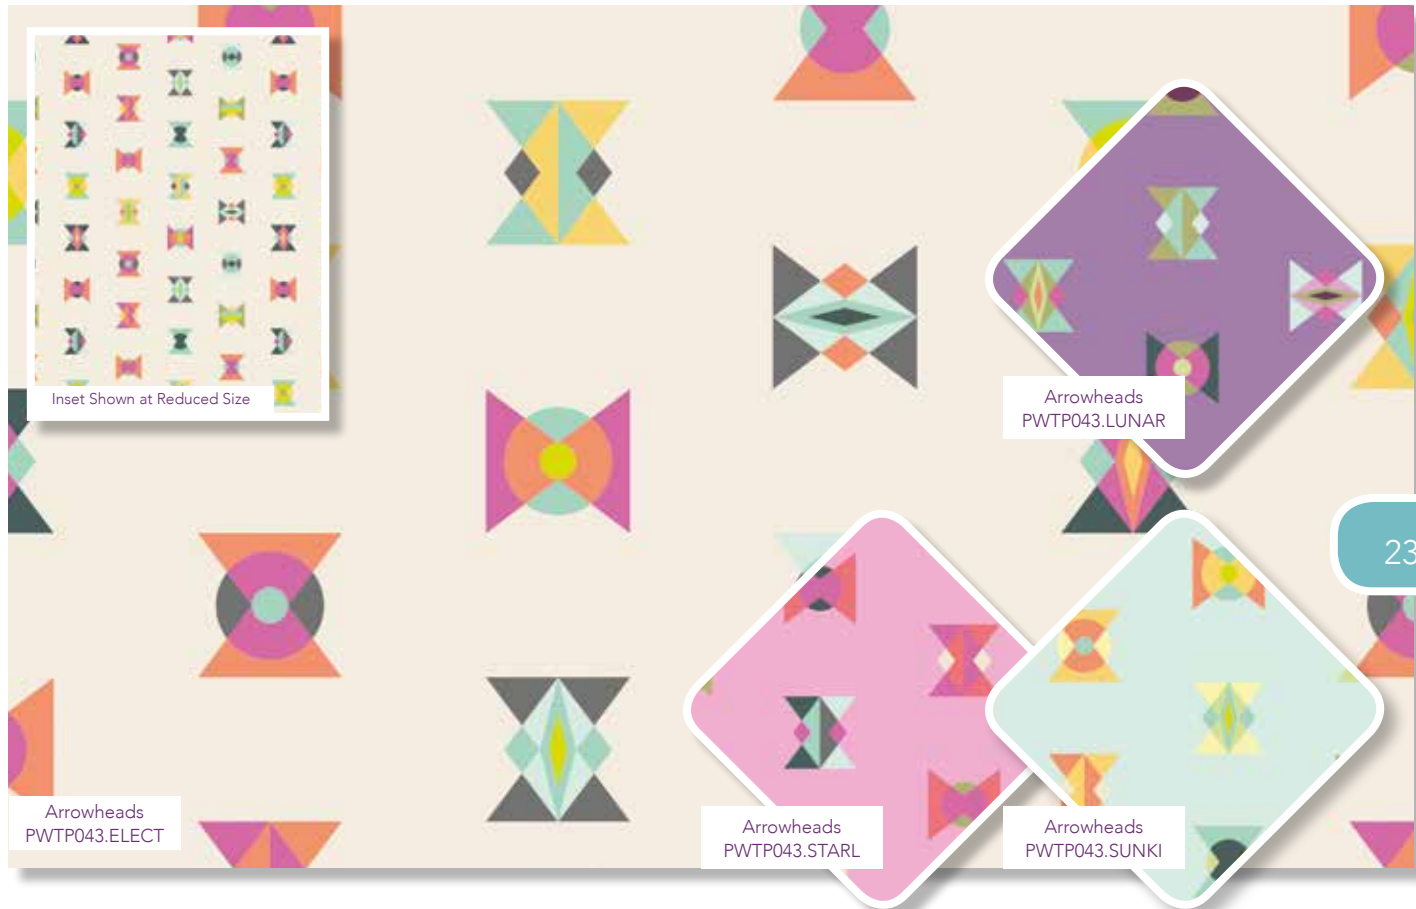 Inset Shown at Reduced Size
Arrowheads
PWTP043.LUNAR
23
Arrowheads
PWTP043.ELECT
Arrowheads
PWTP043.STARL
Arrowheads
PWTP043.SUNKI